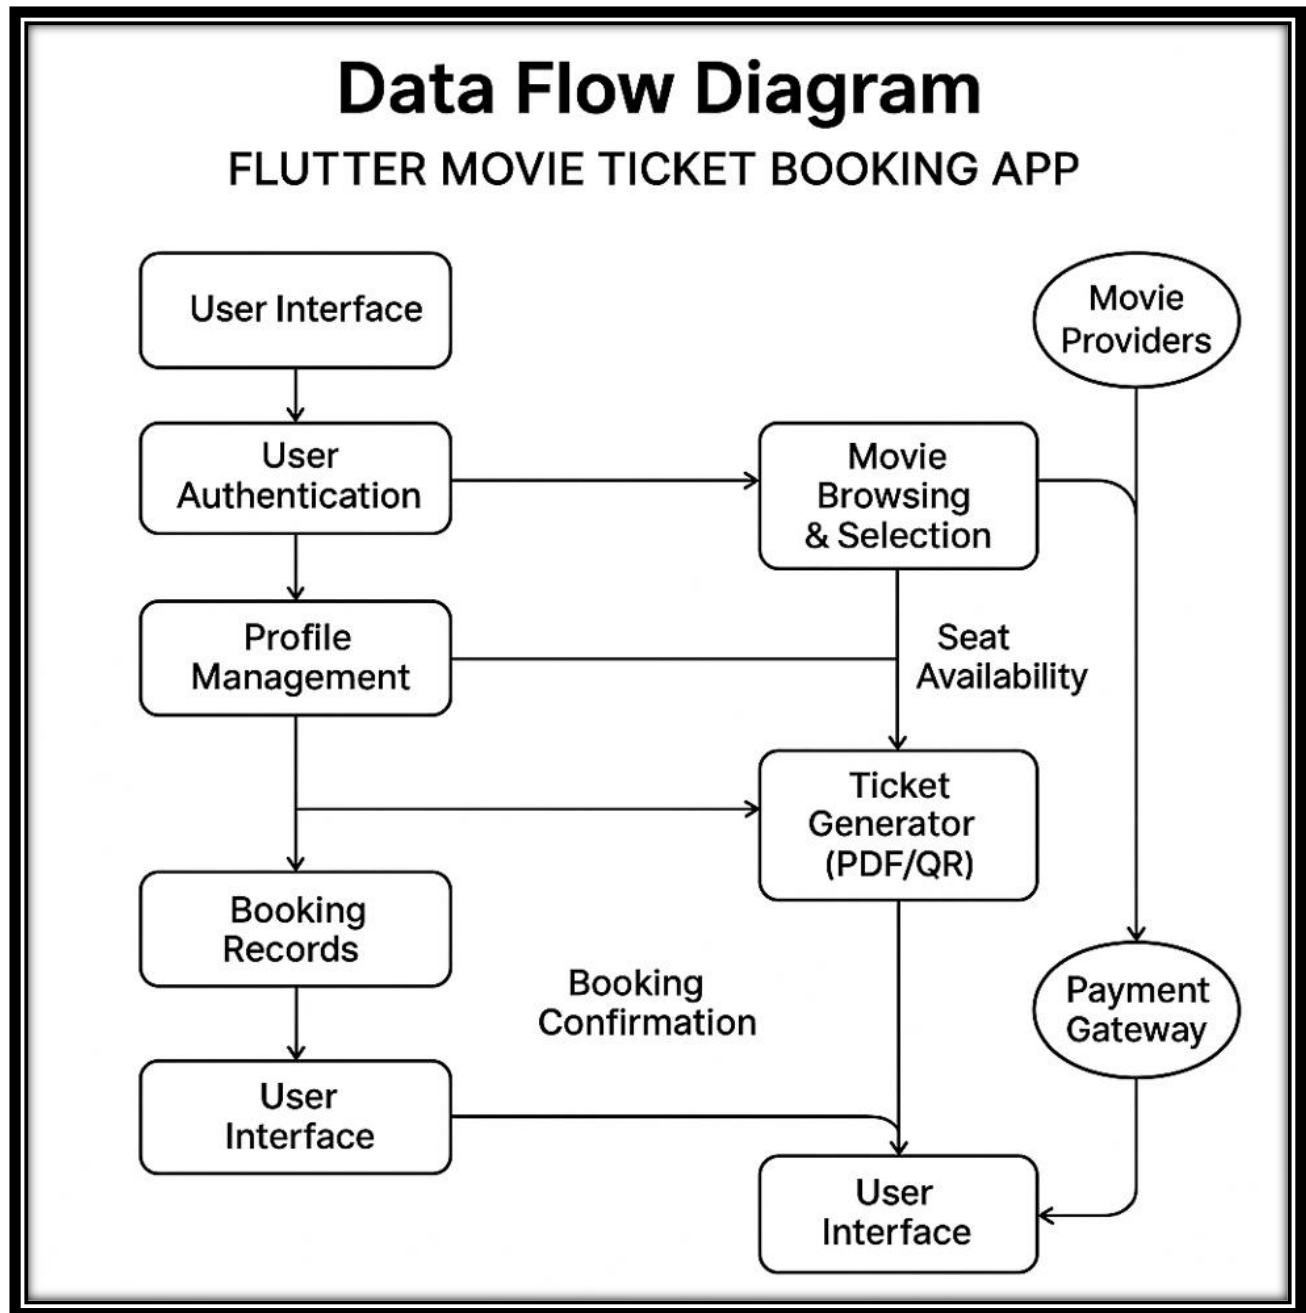 Data Flow Diagram
FLUTTER MOVIE TICKET BOOKING APP
User Interface
Movie
Providers
User
Authentication
Movie
Browsing
& Selection
Profile
Management
Seat
Availability
Ticket
Generator
(PDF/QR)
Booking
Records
Booking
Confirmation
Payment
Gateway
User
Interface
User
Interface